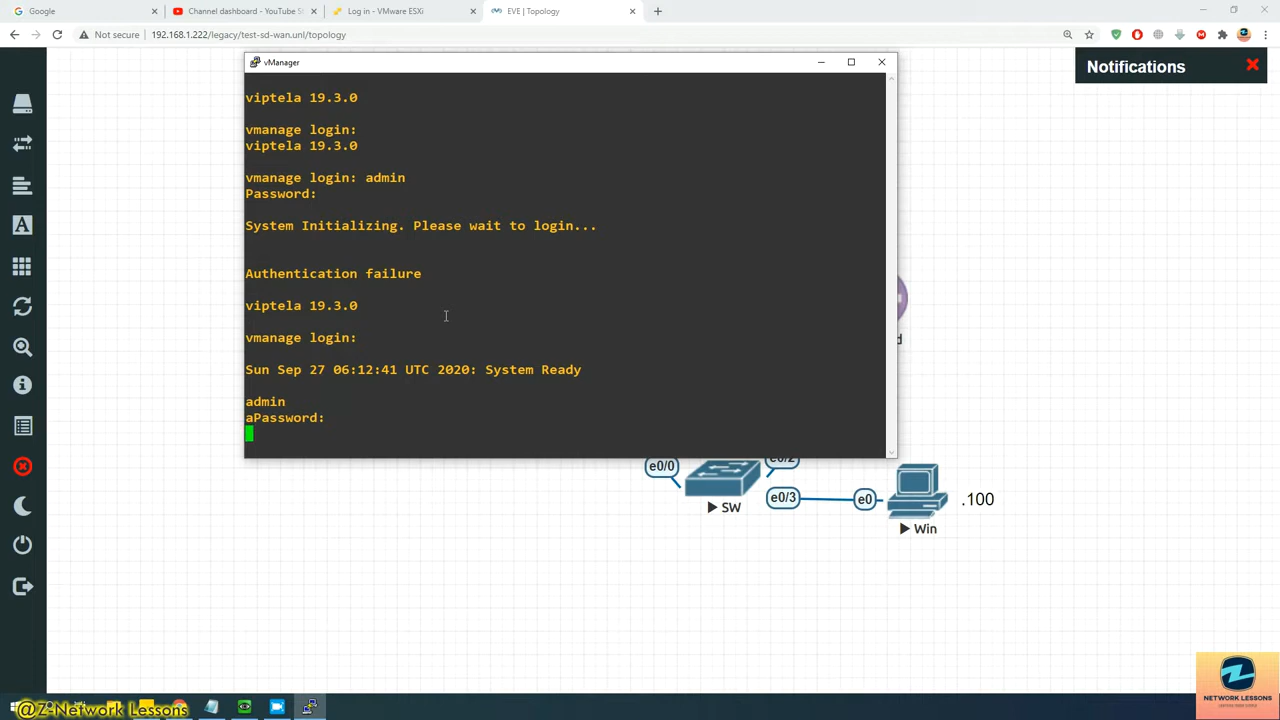 Google
Channel dashboard - YouTube S
Log in - VMware ESXi
EVE | Topology
Not secure
192.168.1.222/legacy/test-sd-wan.unl/topology
Notifications
vManager
viptela 19.3.0
vmanage login:
viptela 19.3.0
vmanage login: admin
Password:
System Initializing. Please wait to login...
Authentication failure
viptela 19.3.0
vmanage login:
Sun Sep 27 06:12:41 UTC 2020: System Ready
admin
aPassword:
d
e0/0
e0/2
e0/3
e0
.100
SW
Win
@Z-Network Lessons
NETWORK LESSONS